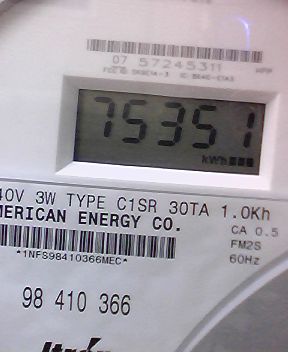 07 57245311
75351
kWh
40V 3W TYPE C1SR 30TA 1.0Kh
MERICAN ENERGY CO.
CA 0.5
FM2S
*1NFS98410366MEC*
60Hz
98 410 366
Itron